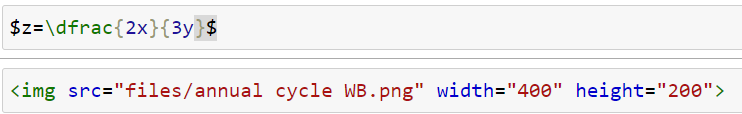 $z=\dfrac{2x}{3y}$
<img src="files/annual cycle WB.png" width="400" height="200">